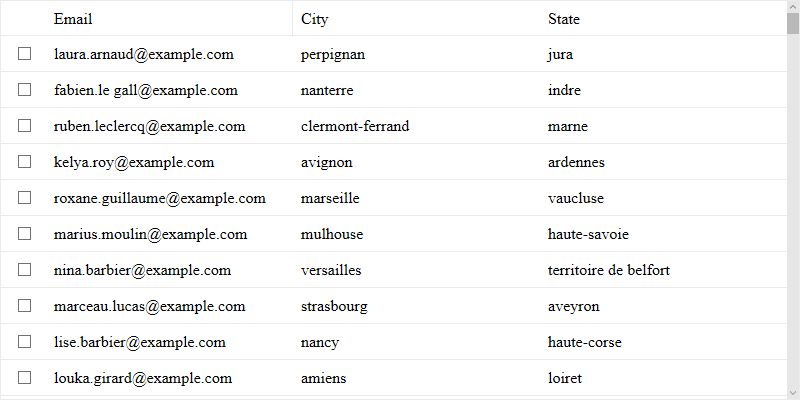 Email City State
laura.arnaud@example.com perpignan jura
fabien.le gall@example.com nanterre indre
ruben.leclercq@example.com clermont-ferrand marne
kelya.roy@example.com avignon ardennes
roxane.guillaume@example.com marseille vaucluse
marius.moulin@example.com mulhouse haute-savoie
nina.barbier@example.com versailles territoire de belfort
marceau.lucas@example.com strasbourg aveyron
lise.barbier@example.com nancy haute-corse
louka.girard@example.com amiens loiret